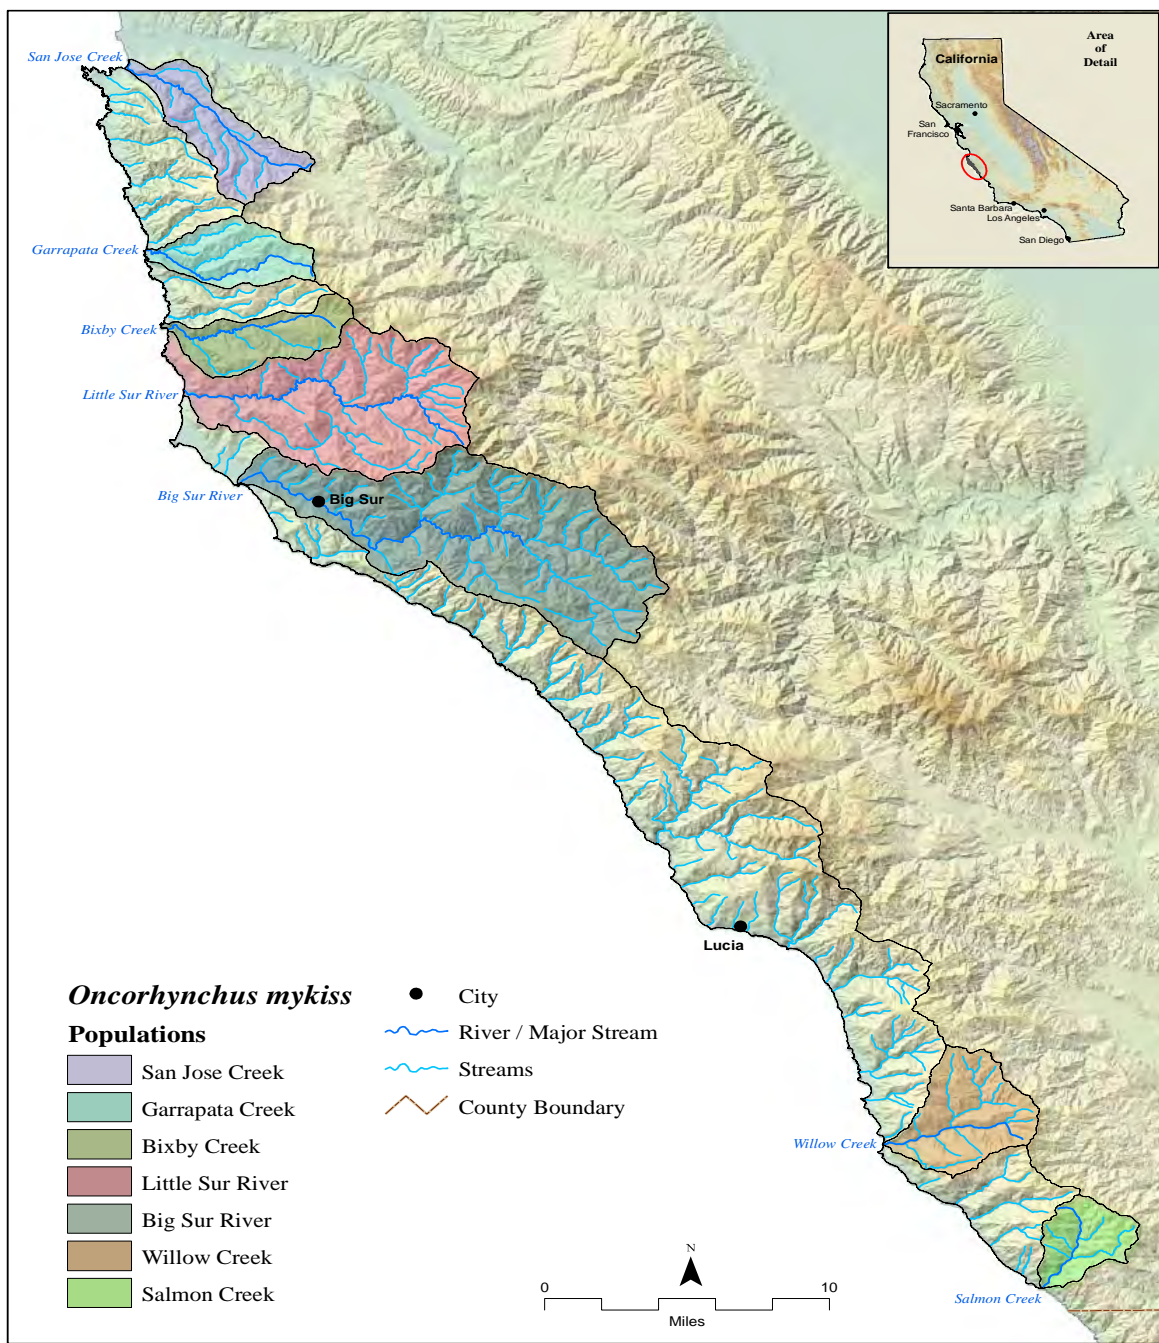 San Jose Creek
Garrapata Creek
Bixby Creek
Little Sur River
Big Sur River
Big Sur
Lucia
Willow Creek
Salmon Creek
Area
of
Detail
California
Sacramento
San
Francisco
Santa Barbara
Los Angeles
San Diego
Oncorhynchus mykiss
Populations
San Jose Creek
Garrapata Creek
Bixby Creek
Little Sur River
Big Sur River
Willow Creek
Salmon Creek
City
River / Major Stream
Streams
County Boundary
N
0 10
Miles